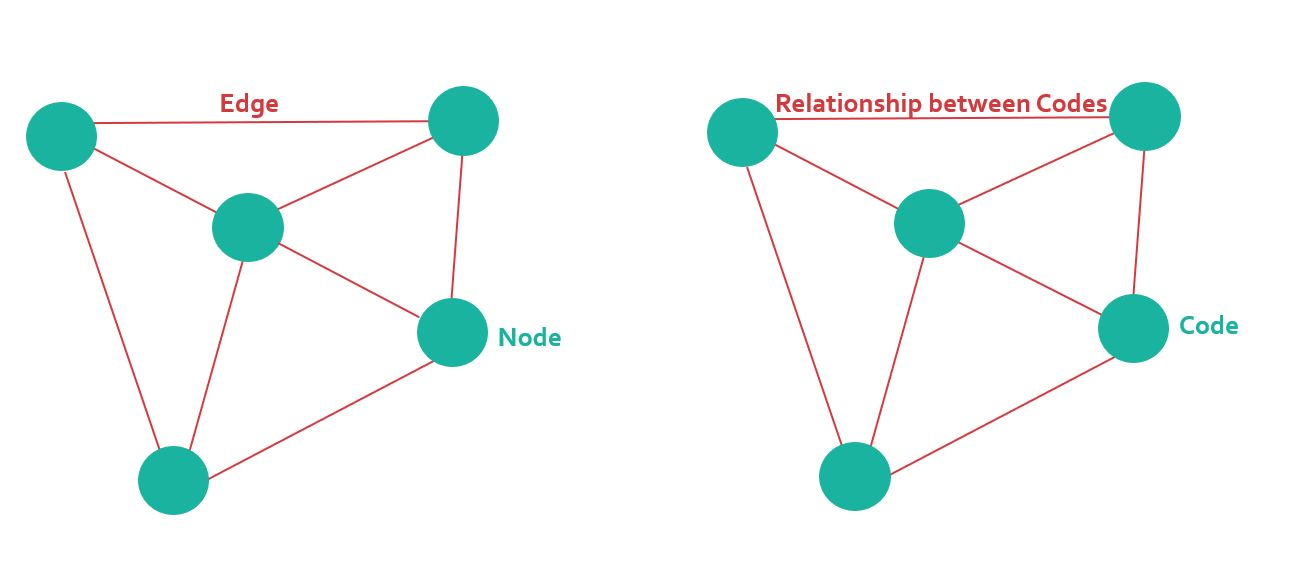 Edge
Node
Relationship between Codes
Code